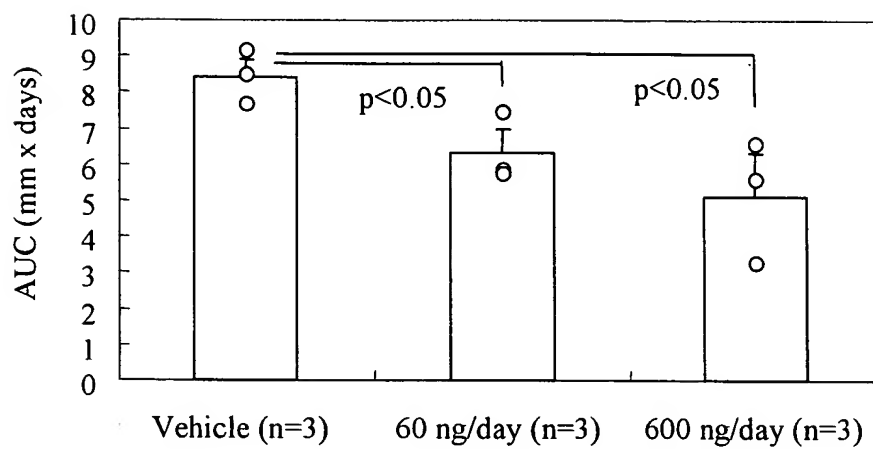 AUC (mm x days)
10
9
8
7
6
5
4
3
2
1
0
p<0.05
p<0.05
Vehicle (n=3)
60 ng/day (n=3)
600 ng/day (n=3)